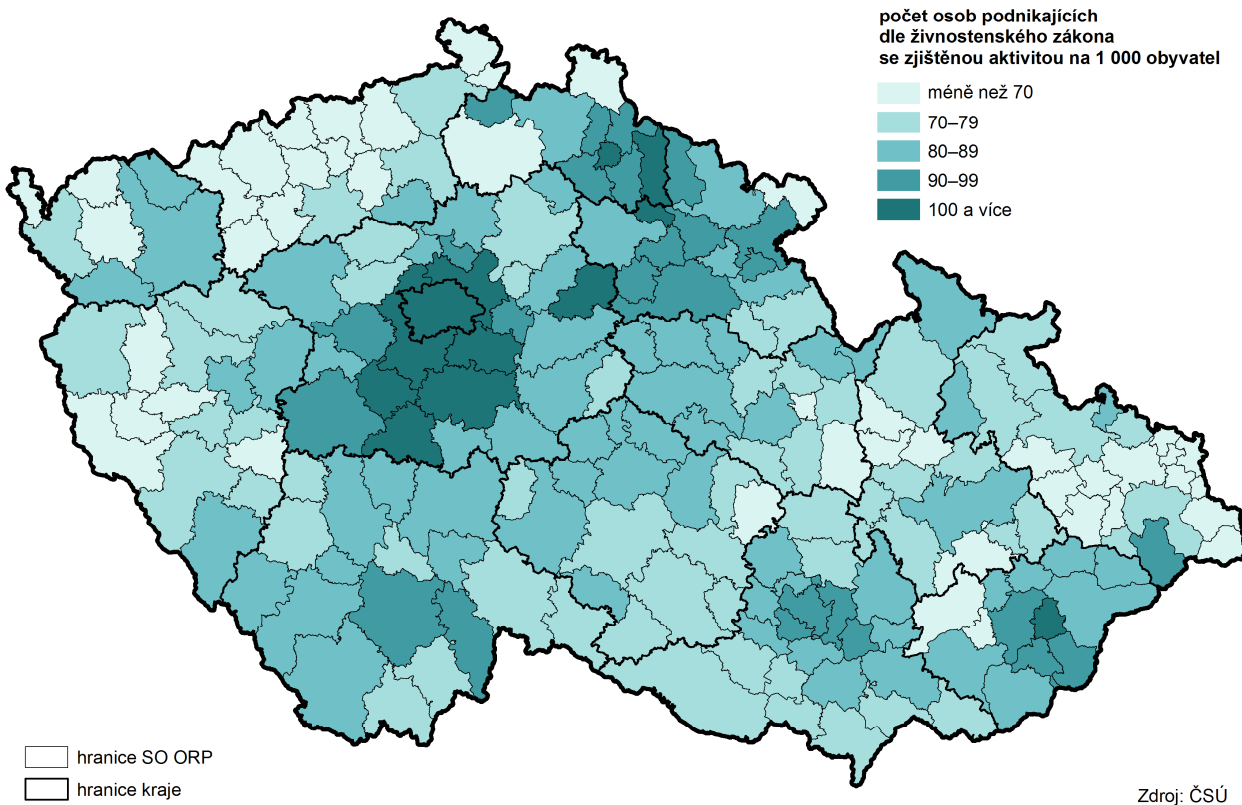 počet osob podnikajících
dle živnostenského zákona
se zjištěnou aktivitou na 1 000 obyvatel
méně než 70
70–79
80–89
90–99
100 a více
hranice SO ORP
hranice kraje
Zdroj: ČSÚ